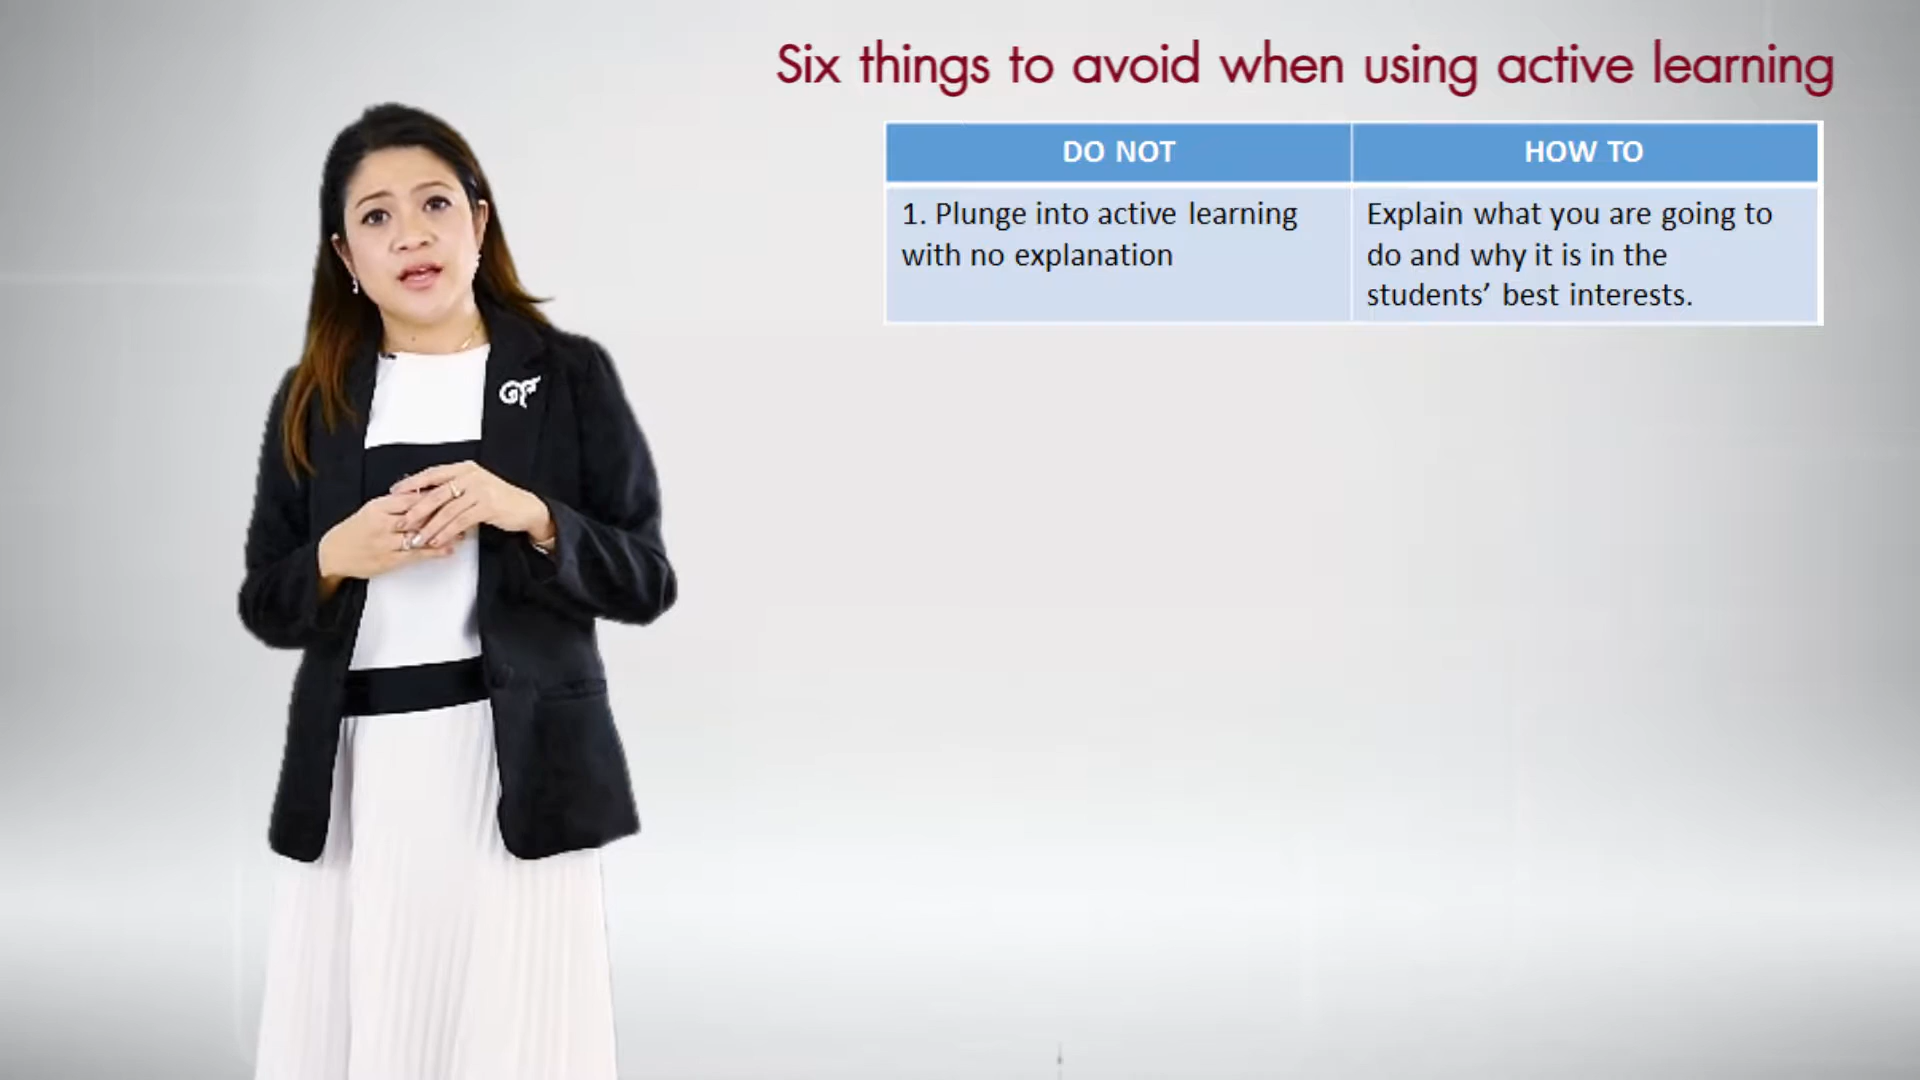 Six things to avoid when using active learning
DO NOT
HOW TO
1. Plunge into active learning
with no explanation
Explain what you are going to
do and why it is in the
students’ best interests.